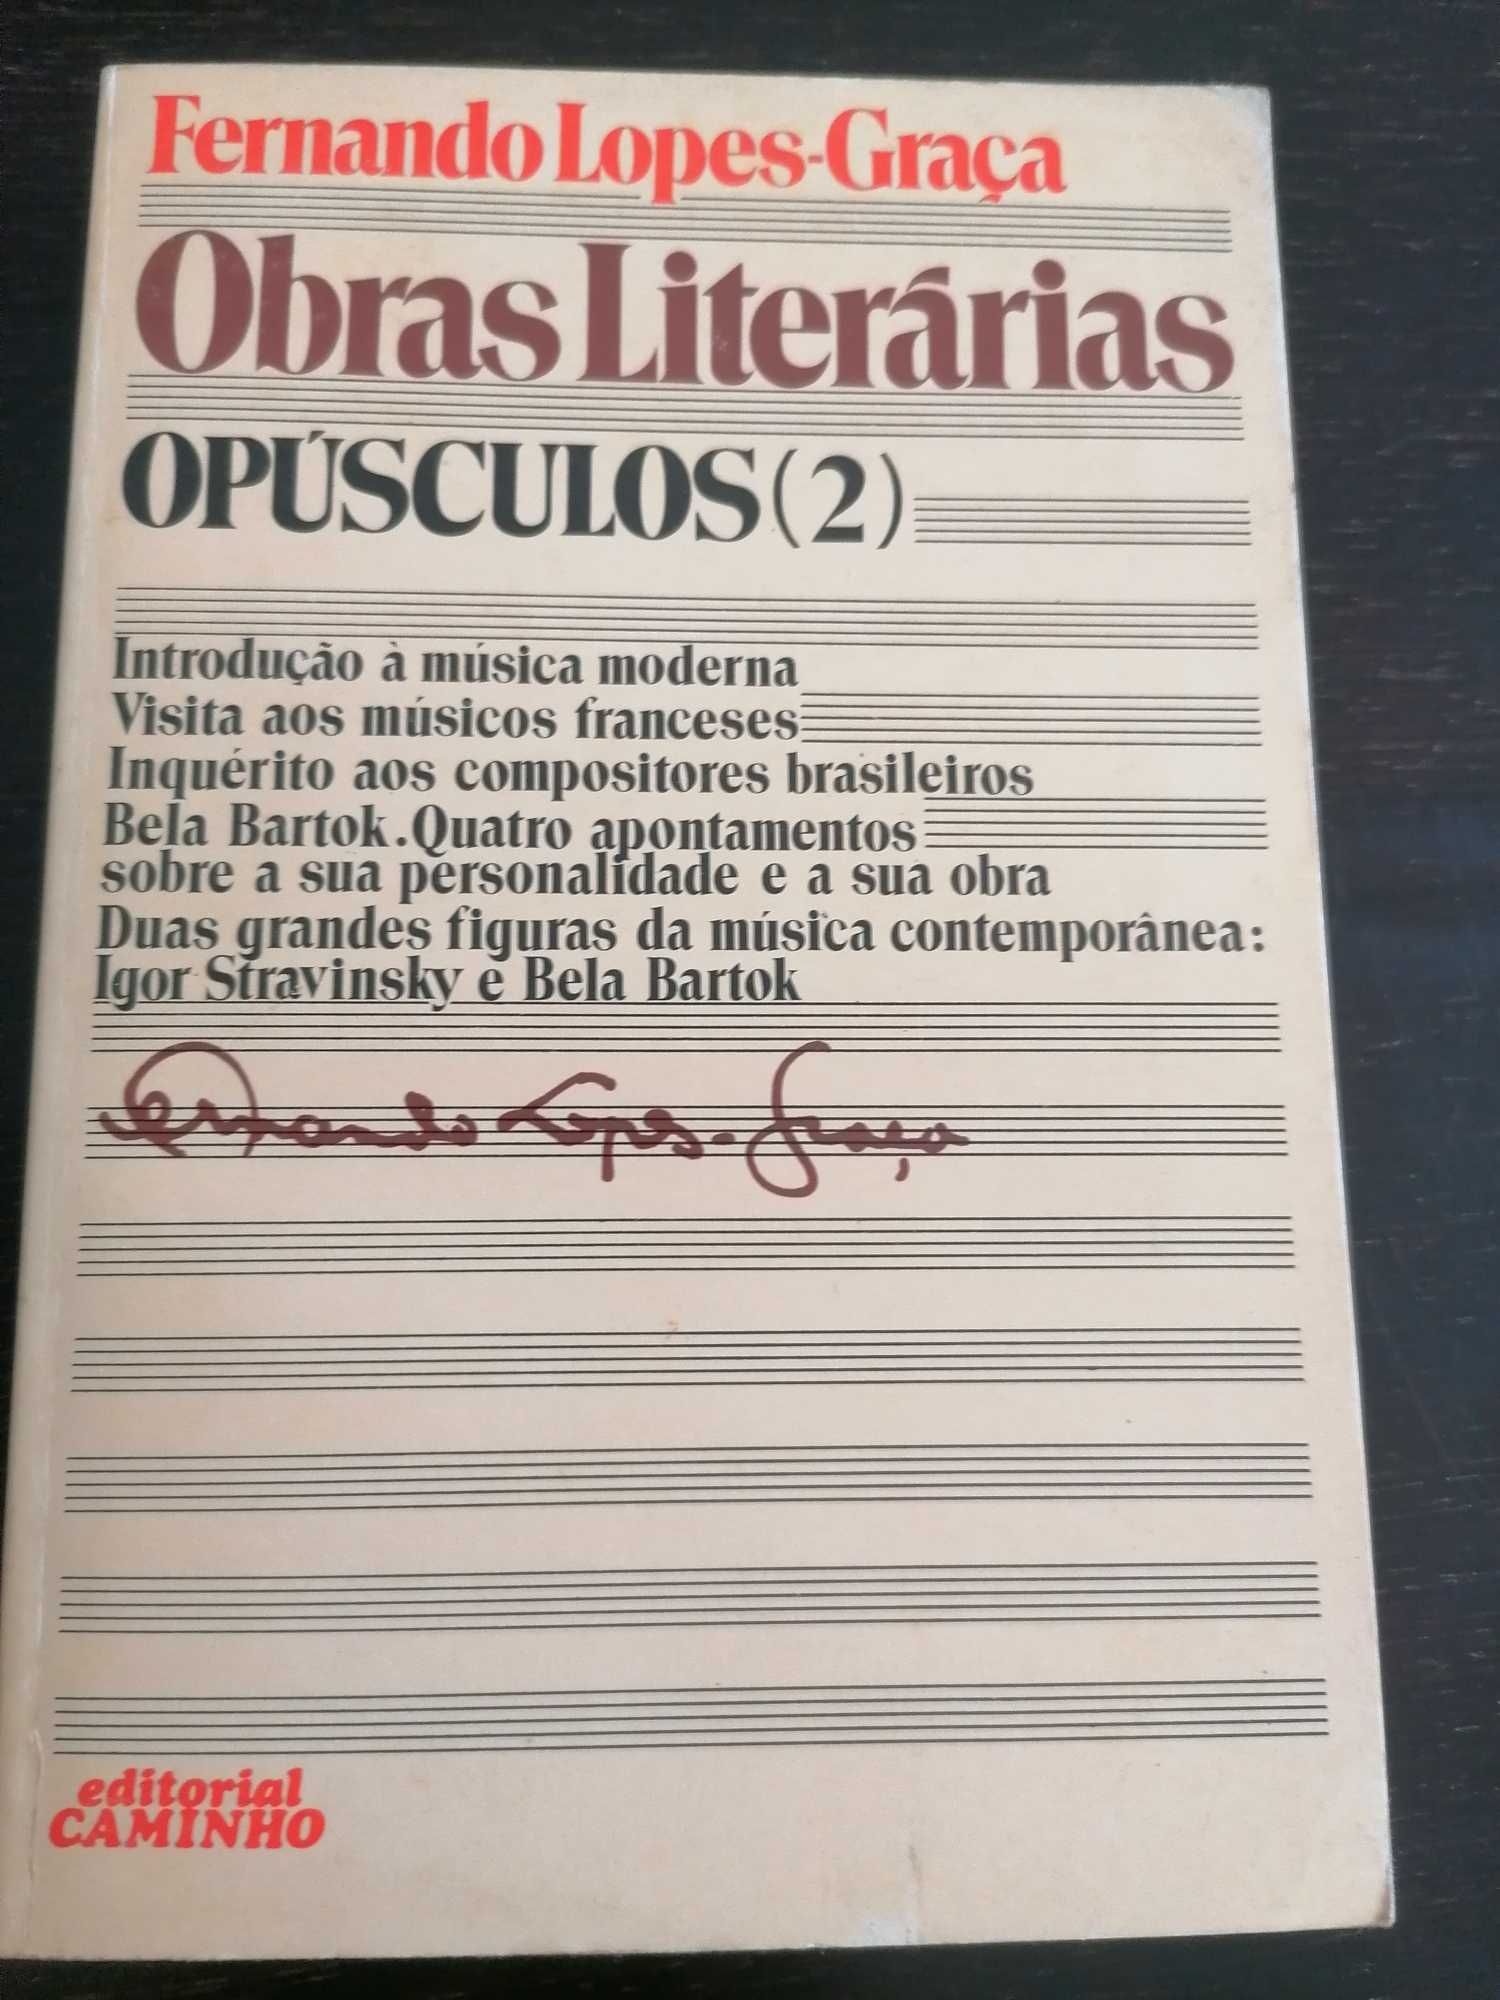 Fernando Lopes-Graça
Obras Literárias
OPÚSCULOS (2)
Introdução à música moderna
Visita aos músicos franceses
Inquérito aos compositores brasileiros
Bela Bartok. Quatro apontamentos
sobre a sua personalidade e a sua obra
Duas grandes figuras da música contemporânea:
Igor Stravinsky e Bela Bartok
Fernando Lopes-Graça
editorial
CAMINHO